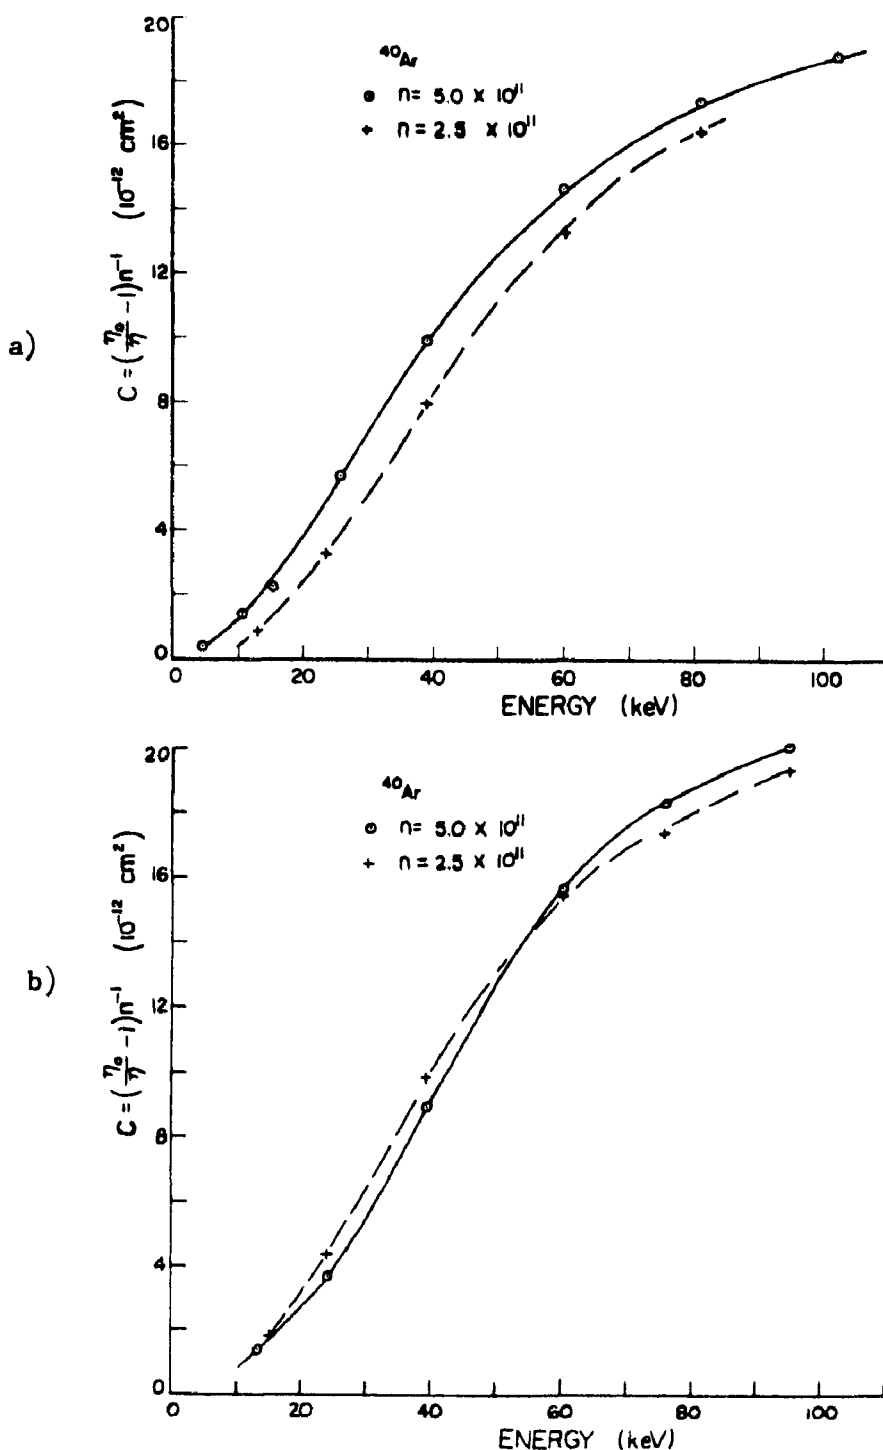 a)
20
16
12
8
4
0
C = (η₀/η - 1)n⁻¹ (10⁻¹² cm²)
⁴⁰Ar
⊙ n = 5.0 × 10¹¹
+ n = 2.5 × 10¹¹
0 20 40 60 80 100
ENERGY (keV)
b)
20
16
12
8
4
0
C = (η₀/η - 1)n⁻¹ (10⁻¹² cm²)
⁴⁰Ar
⊙ n = 5.0 × 10¹¹
+ n = 2.5 × 10¹¹
0 20 40 60 80 100
ENERGY (keV)